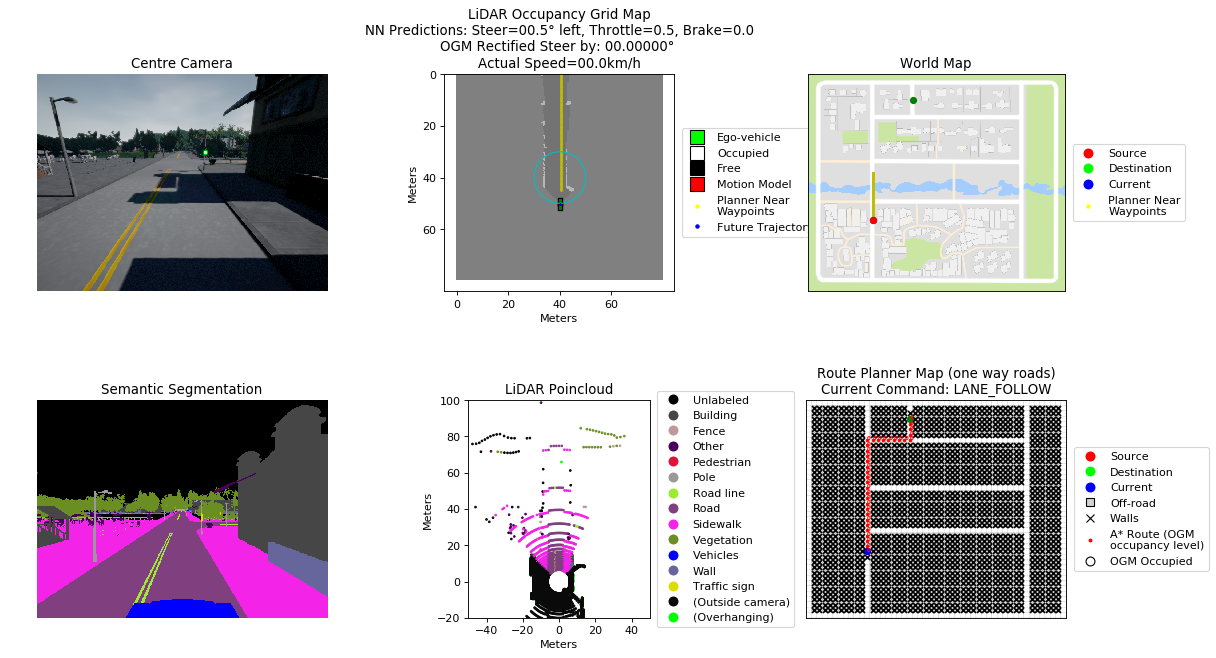 LiDAR Occupancy Grid Map
NN Predictions: Steer=00.5° left, Throttle=0.5, Brake=0.0
OGM Rectified Steer by: 00.00000°
Actual Speed=00.0km/h
Centre Camera
World Map
0
20
40
60
Meters
0
20
40
60
Meters
Ego-vehicle
Occupied
Free
Motion Model
Planner Near
Waypoints
Future Trajector
Source
Destination
Current
Planner Near
Waypoints
Semantic Segmentation
LiDAR Poincloud
Route Planner Map (one way roads)
Current Command: LANE_FOLLOW
100
80
60
40
20
0
−20
Meters
−40
−20
0
20
40
Meters
Unlabeled
Building
Fence
Other
Pedestrian
Pole
Road line
Road
Sidewalk
Vegetation
Vehicles
Wall
Traffic sign
(Outside camera)
(Overhanging)
Source
Destination
Current
Off-road
Walls
A* Route (OGM
occupancy level)
OGM Occupied